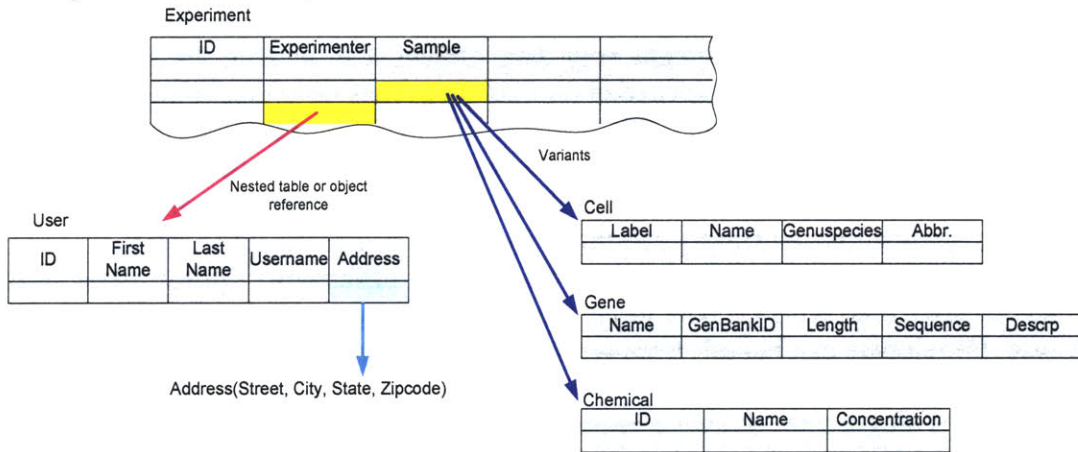 Experiment
ID Experimenter Sample
Variants
Nested table or object
reference
User
ID First Name Last Name Username Address
Address(Street, City, State, Zipcode)
Cell
Label Name Genuspecies Abbr.
Gene
Name GenBankID Length Sequence Descrp
Chemical
ID Name Concentration